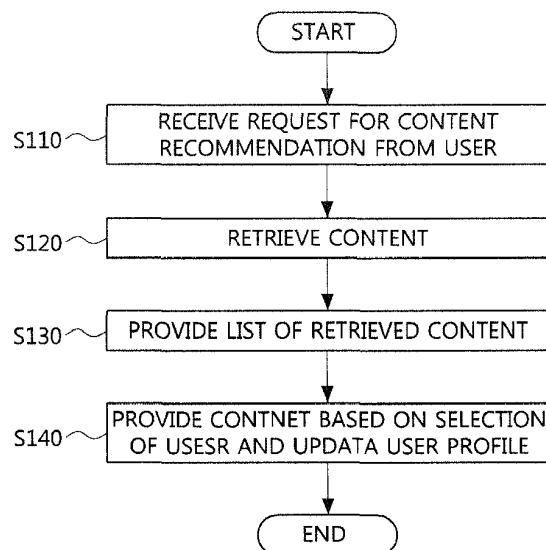 START
S110
RECEIVE REQUEST FOR CONTENT
RECOMMENDATION FROM USER
S120
RETRIEVE CONTENT
S130
PROVIDE LIST OF RETRIEVED CONTENT
S140
PROVIDE CONTNET BASED ON SELECTION
OF USESR AND UPDATA USER PROFILE
END